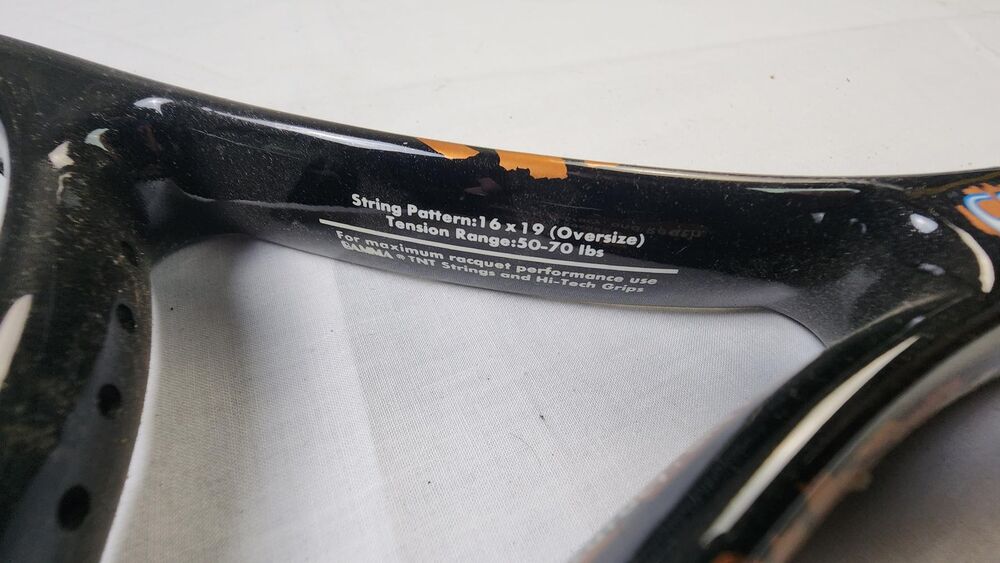 String Pattern:16 x 19 (Oversize)
Tension Range:50-70 lbs
For maximum racquet performance use
GAMMA ® TNT Strings and Hi-Tech Grips